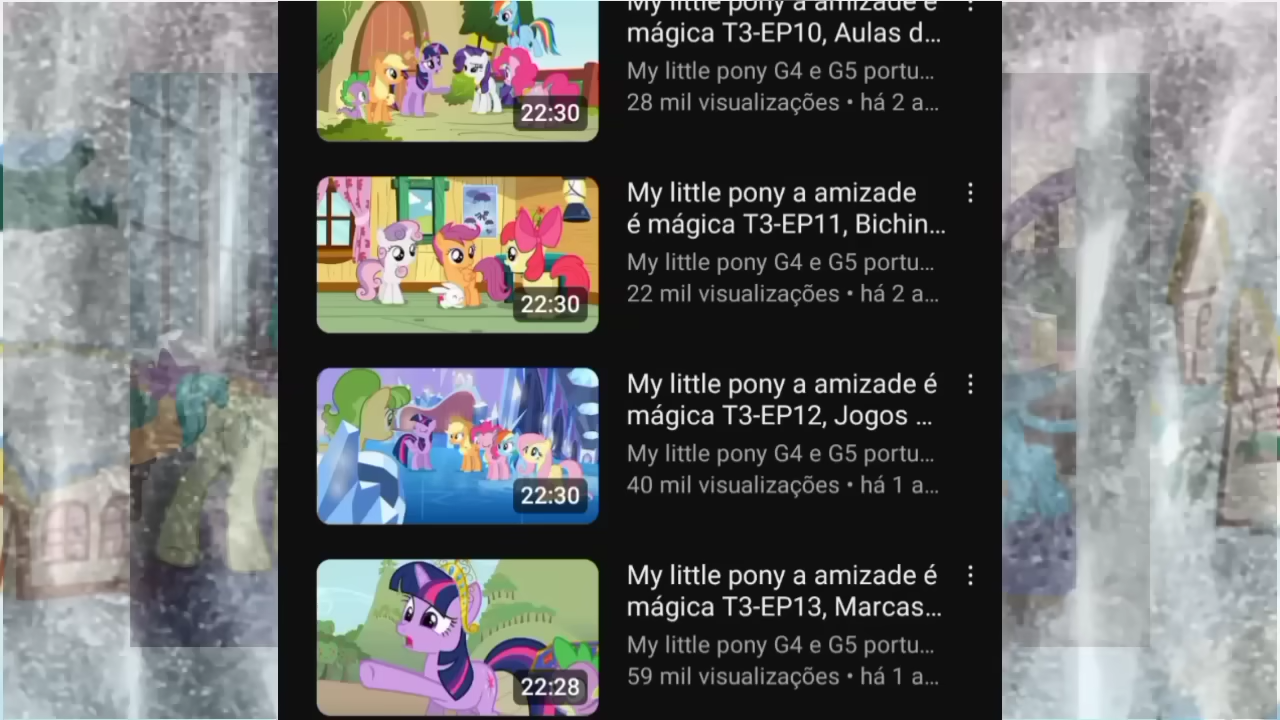 My little pony a amizade é
mágica T3-EP10, Aulas d...
My little pony G4 e G5 portu...
28 mil visualizações • há 2 a...
22:30
My little pony a amizade
é mágica T3-EP11, Bichin...
My little pony G4 e G5 portu...
22 mil visualizações • há 2 a...
22:30
My little pony a amizade é
mágica T3-EP12, Jogos ...
My little pony G4 e G5 portu...
40 mil visualizações • há 1 a...
22:30
My little pony a amizade é
mágica T3-EP13, Marcas...
My little pony G4 e G5 portu...
59 mil visualizações • há 1 a...
22:28